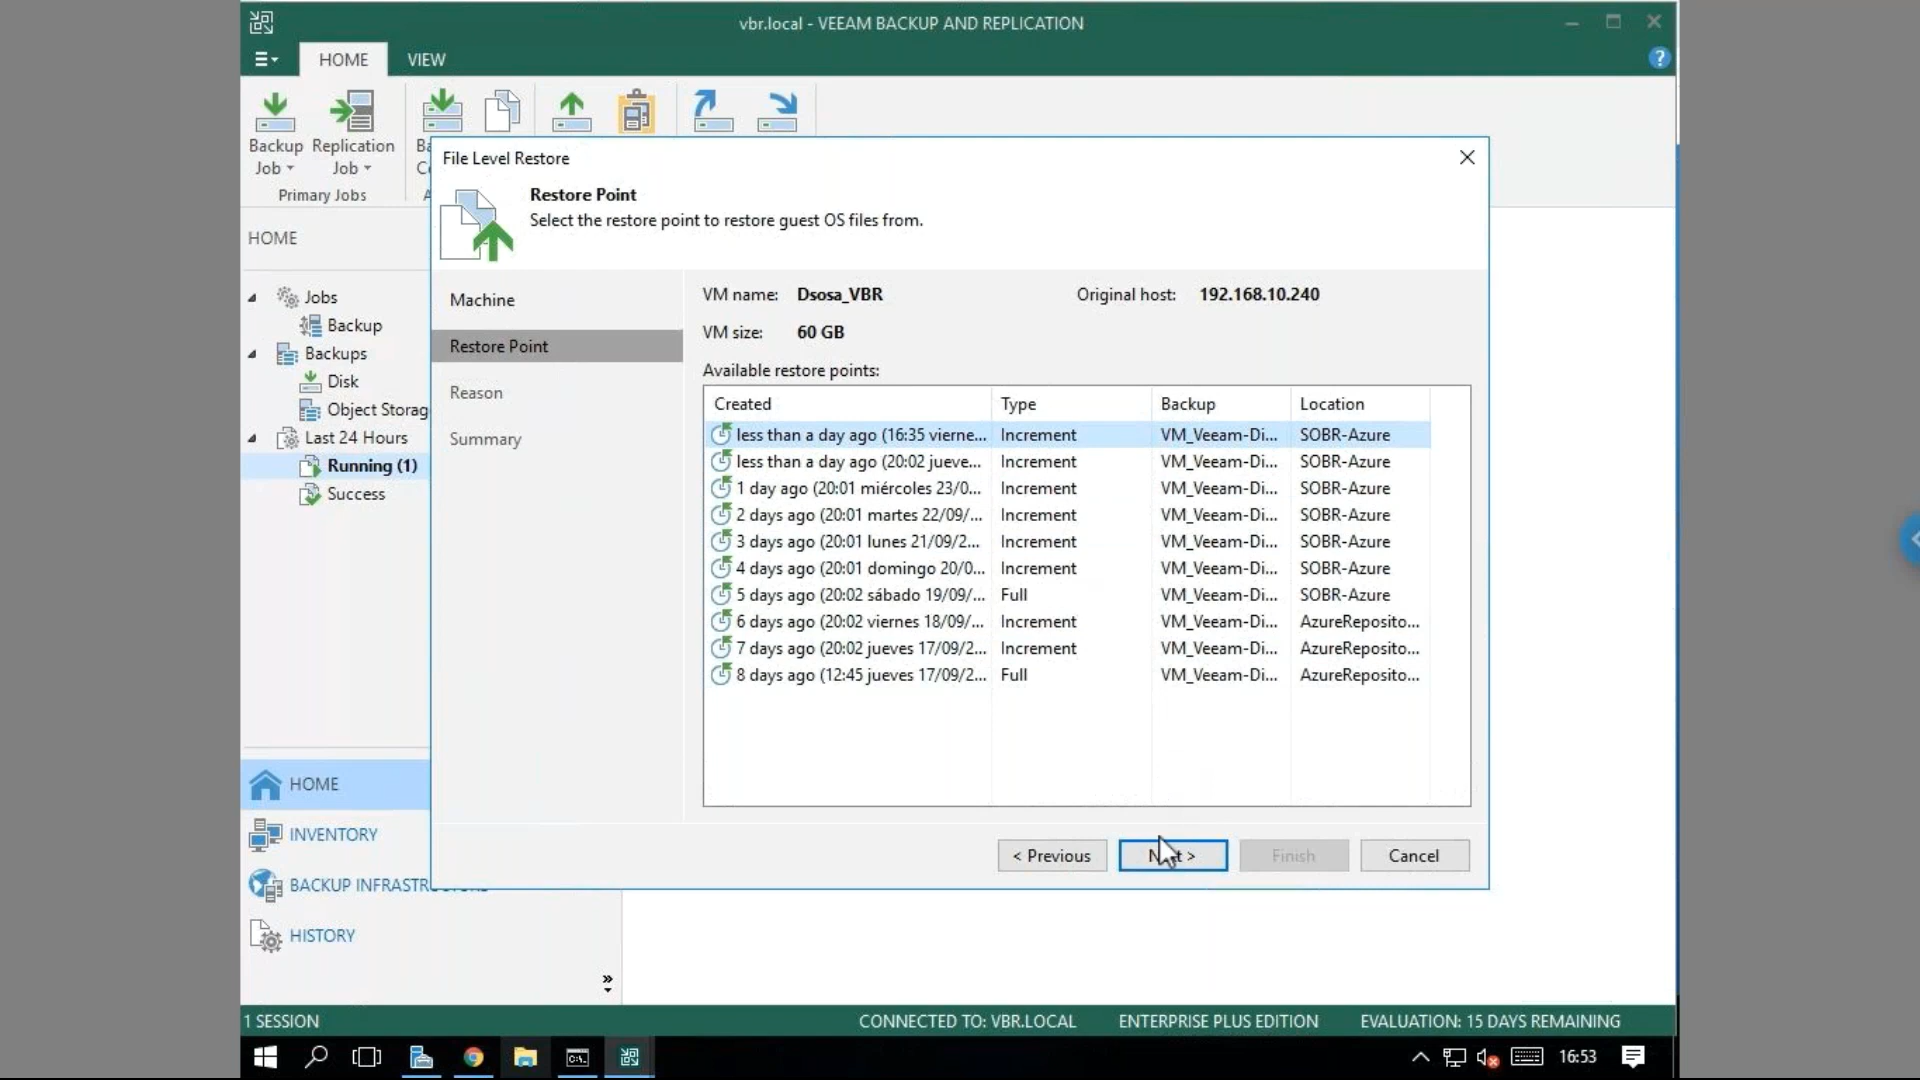 vbr.local - VEEAM BACKUP AND REPLICATION
HOME
VIEW
?
Backup Job
Replication Job
Primary Jobs
File Level Restore
Restore Point
Select the restore point to restore guest OS files from.
HOME
Jobs
Backup
Backups
Disk
Object Storag
Last 24 Hours
Running (1)
Success
HOME
INVENTORY
BACKUP
HISTORY
»
Machine
Restore Point
Reason
Summary
VM name: Dsosa_VBR
Original host: 192.168.10.240
VM size: 60 GB
Available restore points:
Created Type Backup Location
less than a day ago (16:35 vierne... Increment VM_Veeam-Di... SOBR-Azure
less than a day ago (20:02 jueve... Increment VM_Veeam-Di... SOBR-Azure
1 day ago (20:01 miércoles 23/0... Increment VM_Veeam-Di... SOBR-Azure
2 days ago (20:01 martes 22/09/... Increment VM_Veeam-Di... SOBR-Azure
3 days ago (20:01 lunes 21/09/2... Increment VM_Veeam-Di... SOBR-Azure
4 days ago (20:01 domingo 20/0... Increment VM_Veeam-Di... SOBR-Azure
5 days ago (20:02 sábado 19/09/... Full VM_Veeam-Di... SOBR-Azure
6 days ago (20:02 viernes 18/09/... Increment VM_Veeam-Di... AzureReposito...
7 days ago (20:02 jueves 17/09/2... Increment VM_Veeam-Di... AzureReposito...
8 days ago (12:45 jueves 17/09/2... Full VM_Veeam-Di... AzureReposito...
< Previous
Finish
Cancel
1 SESSION
CONNECTED TO: VBR.LOCAL
ENTERPRISE PLUS EDITION
EVALUATION: 15 DAYS REMAINING
16:53